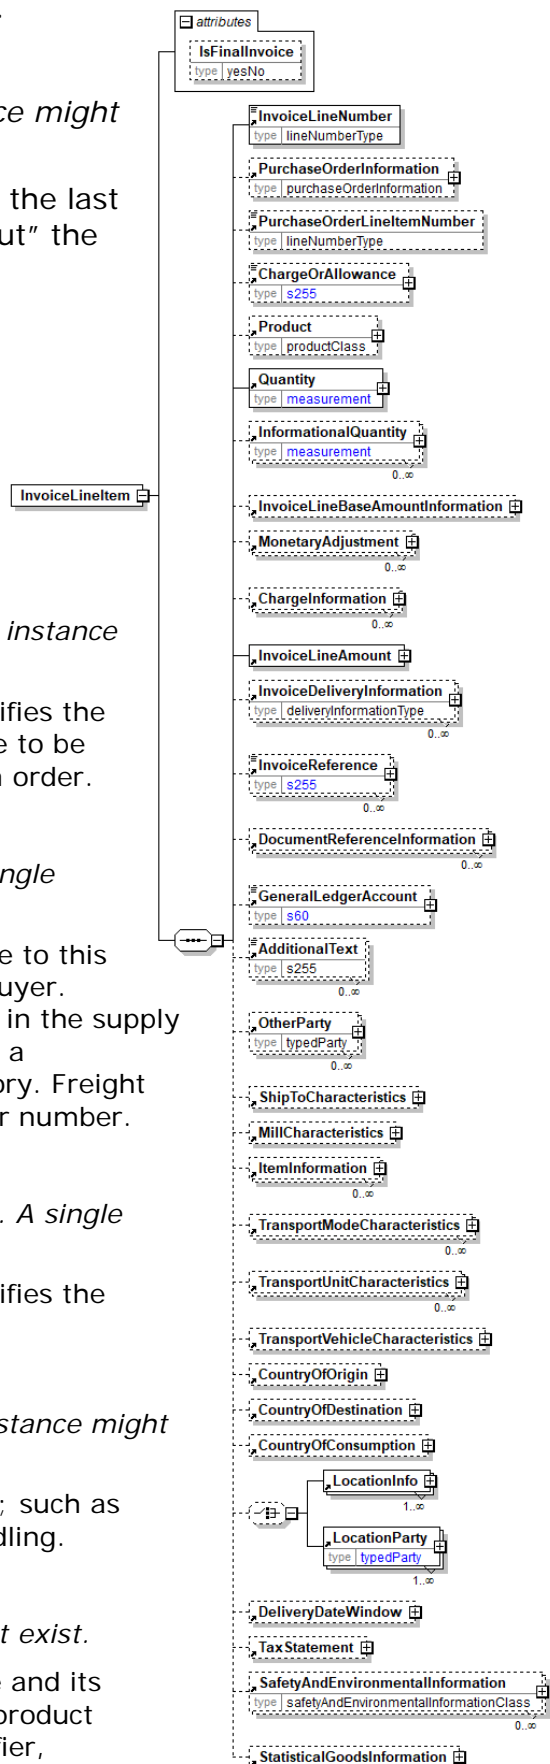 attributes
IsFinalInvoice
type yesNo
ce might
InvoiceLineNumber
type lineNumberType
PurchaseOrderInformation
type purchaseOrderInformation
the last
ut” the
PurchaseOrderLineItemNumber
type lineNumberType
ChargeOrAllowance
type s255
Product
type productClass
Quantity
type measurement
InformationalQuantity
type measurement
0..∞
InvoiceLineItem
InvoiceLineBaseAmountInformation
MonetaryAdjustment
0..∞
ChargeInformation
0..∞
instance
InvoiceLineAmount
InvoiceDeliveryInformation
type deliveryInformationType
0..∞
ifies the
e to be
n order.
InvoiceReference
type s255
0..∞
DocumentReferenceInformation
0..∞
ngle
GeneralLedgerAccount
type s60
AdditionalText
type s255
0..∞
e to this
uyer.
in the supply
a
ory. Freight
r number.
OtherParty
type typedParty
0..∞
ShipToCharacteristics
MillCharacteristics
ItemInformation
0..∞
. A single
TransportModeCharacteristics
0..∞
TransportUnitCharacteristics
0..∞
ifies the
TransportVehicleCharacteristics
CountryOfOrigin
CountryOfDestination
stance might
CountryOfConsumption
LocationInfo
1..∞
; such as
dling.
LocationParty
type typedParty
1..∞
DeliveryDateWindow
t exist.
TaxStatement
SafetyAndEnvironmentalInformation
type safetyAndEnvironmentalInformationClass
0..∞
e and its
product
fier,
StatisticalGoodsInformation